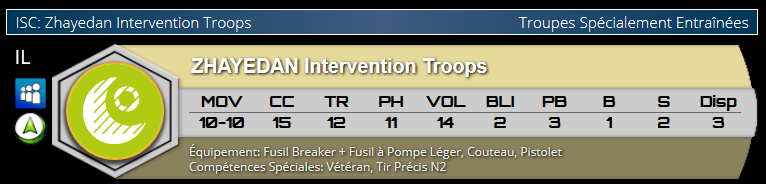 ISC: Zhayedan Intervention Troops
Troupes Spécialement Entraînées
IL
ZHAYEDAN Intervention Troops
MOV CC TR PH VOL BLI PB B S Disp
10-10 15 12 11 14 2 3 1 2 3
Équipement: Fusil Breaker + Fusil à Pompe Léger, Couteau, Pistolet
Compétences Spéciales: Vétéran, Tir Précis N2